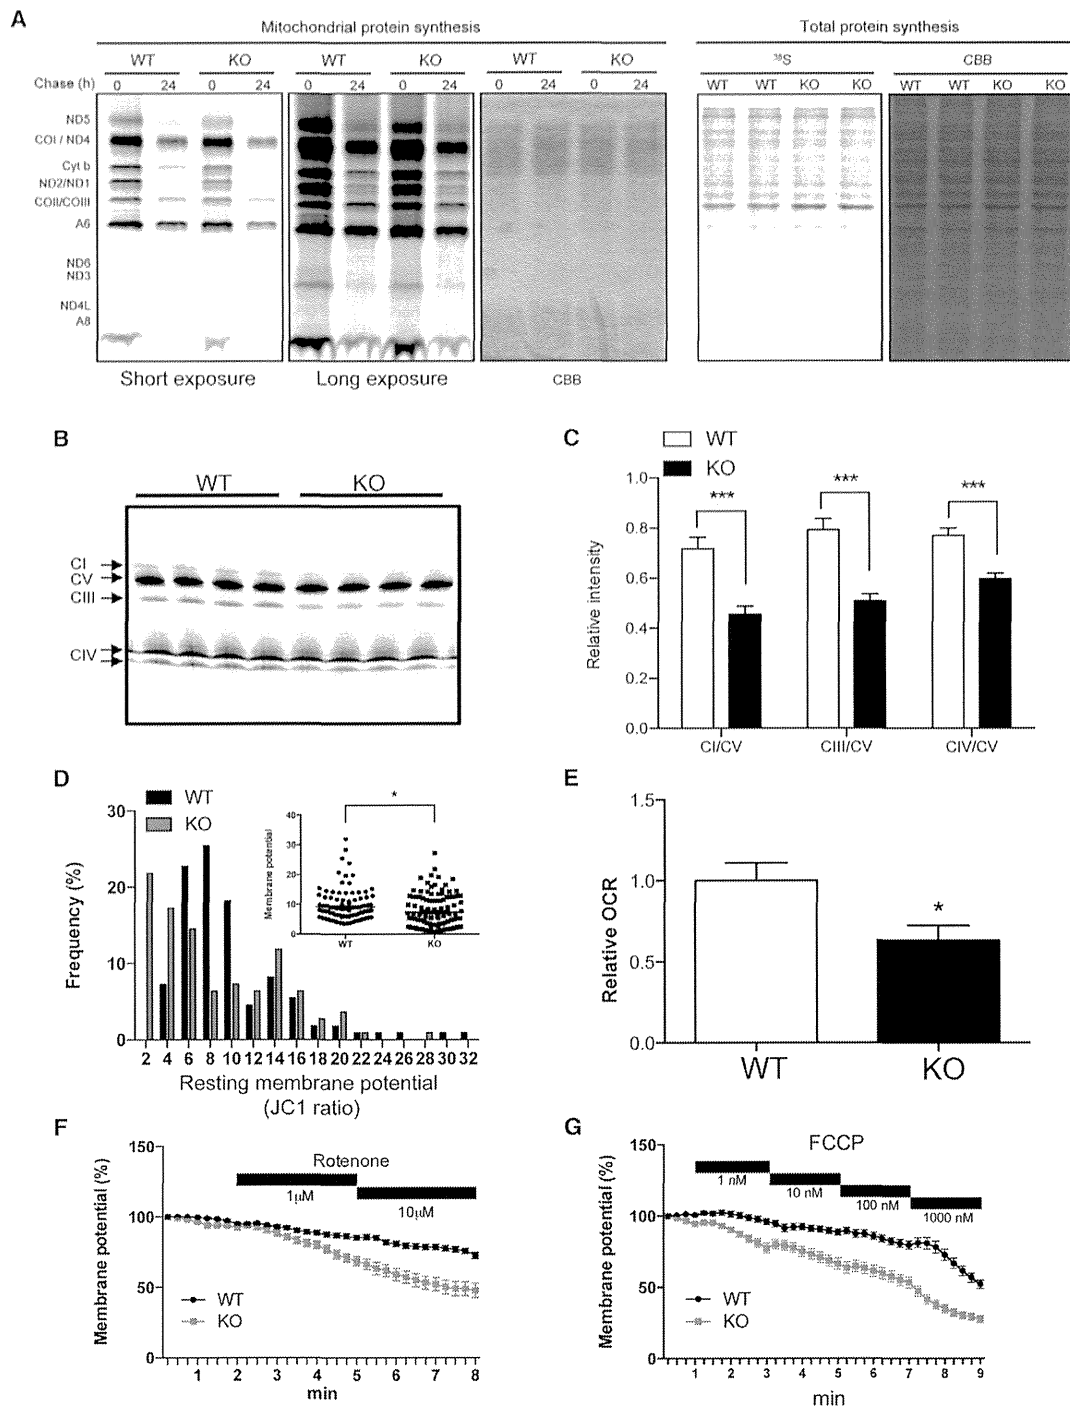 A
Mitochondrial protein synthesis
Total protein synthesis
WT KO WT KO WT KO
³⁵S CBB
Chase (h) 0 24 0 24 0 24 0 24 0 24 0 24
WT WT KO KO WT WT KO KO
ND5
COI / ND4
Cyt b
ND2/ND1
COII/COIII
A6
ND6
ND3
ND4L
A8
Short exposure Long exposure CBB
B
WT KO
CI
CV
CIII
CIV
C
WT
KO
Relative intensity
1.0
0.8
0.6
0.4
0.2
0.0
*** *** ***
CI/CV CIII/CV CIV/CV
D
WT
KO
Frequency (%)
30
20
10
0
2 4 6 8 10 12 14 16 18 20 22 24 26 28 30 32
Resting membrane potential
(JC1 ratio)
Membrane potential
40
30
20
10
0
*
WT KO
E
Relative OCR
1.5
1.0
0.5
0.0
*
WT KO
F
Membrane potential (%)
150
100
50
0
Rotenone
1μM
10μM
WT
KO
1 2 3 4 5 6 7 8
min
G
FCCP
Membrane potential (%)
150
100
50
0
1 nM
10 nM
100 nM
1000 nM
WT
KO
1 2 3 4 5 6 7 8 9
min